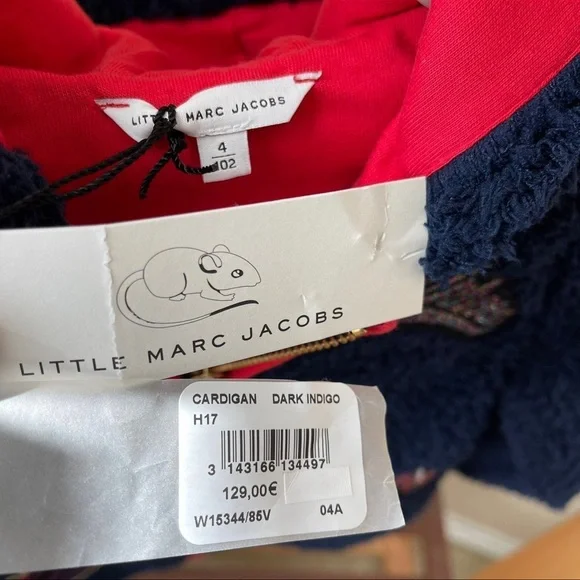 LITTLE MARC JACOBS
4
102
LITTLE MARC JACOBS
CARDIGAN DARK INDIGO
H17
3 143166 134497
129,00€
W15344/85V 04A